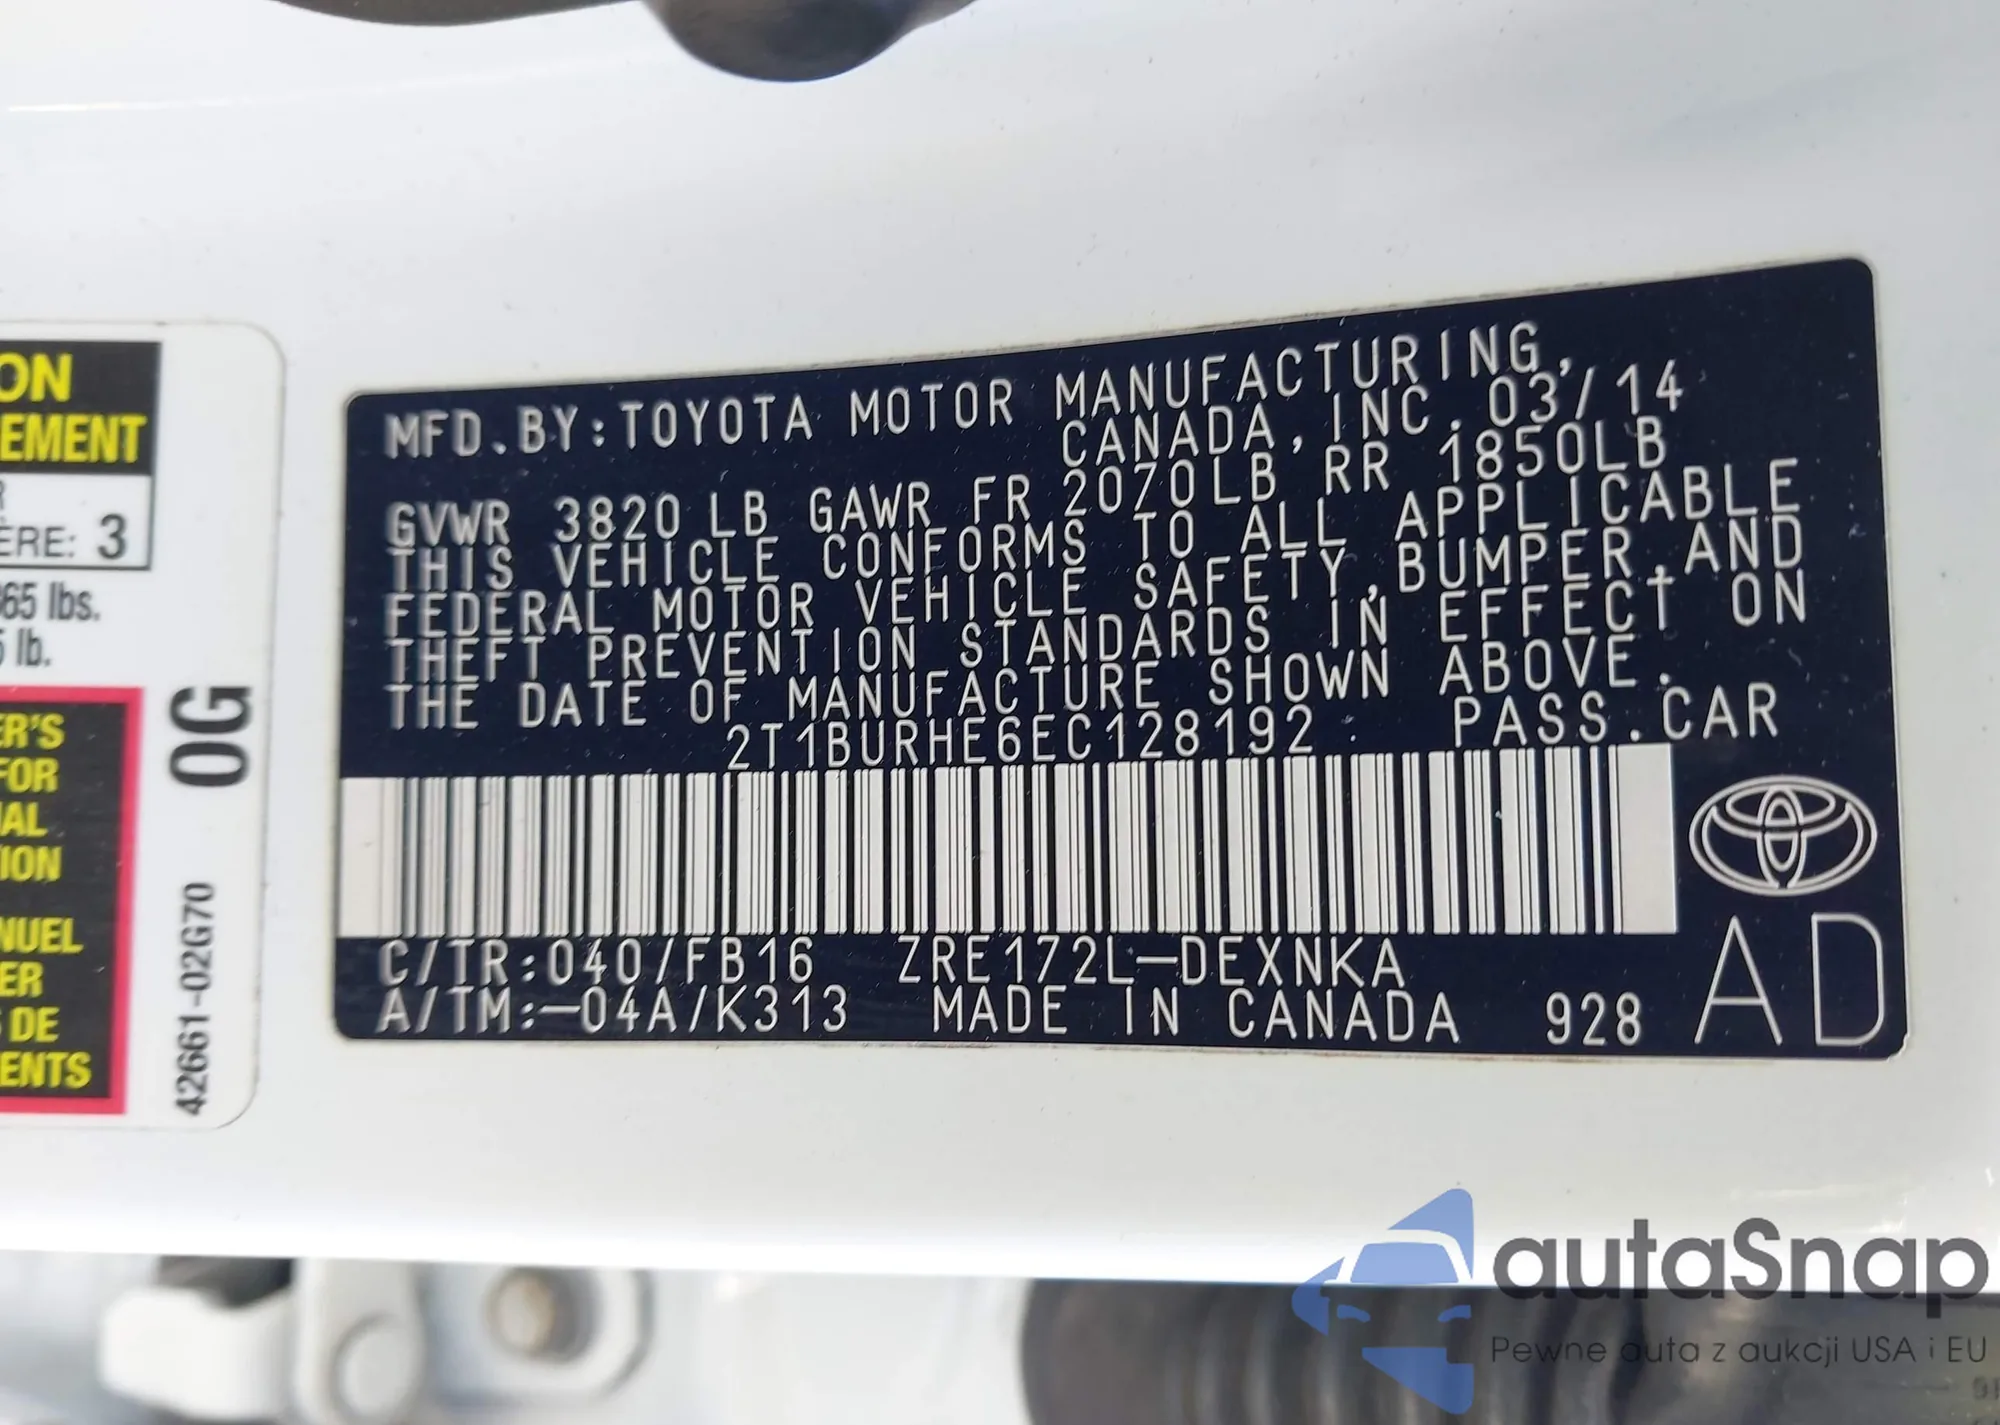 ON
EMENT
R
ÈRE: 3
365 lbs.
5 lb.
ER'S
FOR
IAL
TION
NUEL
ER
S DE
ENTS
0G
42661-02G70
MFD.BY:TOYOTA MOTOR MANUFACTURING,
CANADA, INC. 03/14
GVWR 3820 LB GAWR FR 2070LB RR 1850LB
THIS VEHICLE CONFORMS TO ALL APPLICABLE
FEDERAL MOTOR VEHICLE SAFETY,BUMPER,AND
THEFT PREVENTION STANDARDS IN EFFECT ON
THE DATE OF MANUFACTURE SHOWN ABOVE.
2T1BURHE6EC128192 PASS.CAR
C/TR:040/FB16 ZRE172L-DEXNKA
A/TM:-04A/K313 MADE IN CANADA 928
AD
autaSnap
Pewne auta z aukcji USA i EU